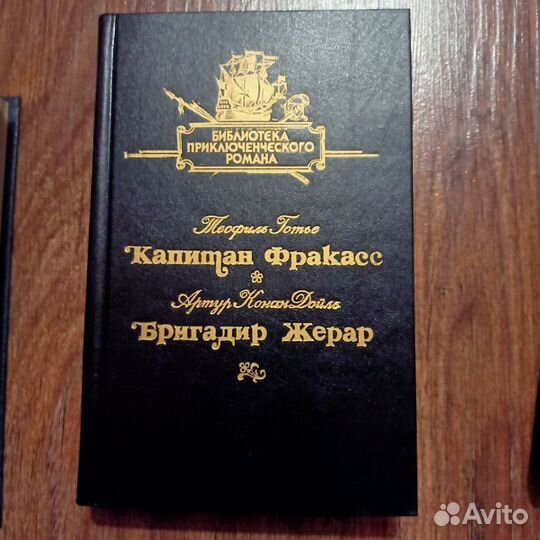 БИБЛИОТЕКА
ПРИКЛЮЧЕНЧЕСКОГО
РОМАНА
Теофиль Готье
Капитан Фракасс
Артур Конан Дойль
Бригадир Жерар
Avito